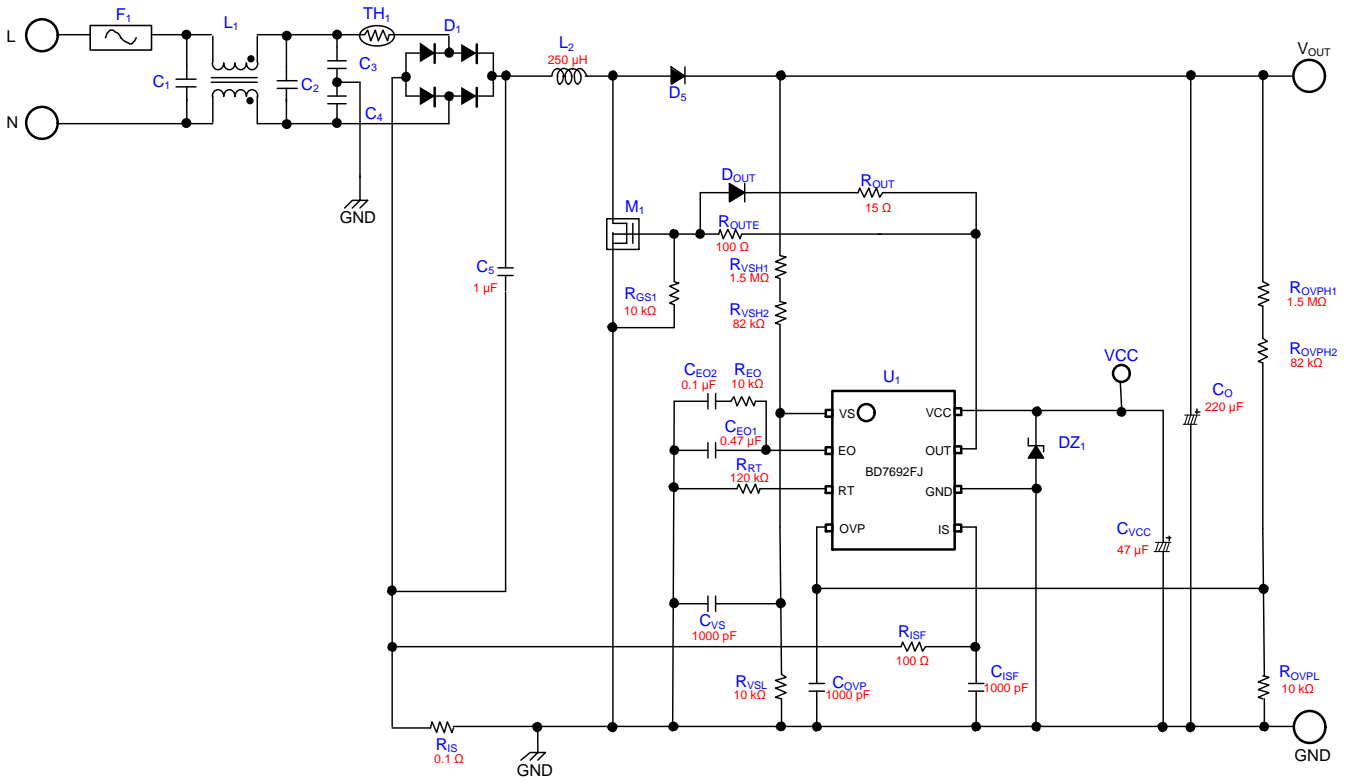 F1
L
L1
TH1
D1
C1
C2
C3
C4
N
GND
L2
250 µH
D5
VOUT
DOUT
ROUT
15 Ω
M1
ROUTE
100 Ω
C5
1 µF
RGS1
10 kΩ
RVSH1
1.5 MΩ
RVSH2
82 kΩ
ROVPH1
1.5 MΩ
ROVPH2
82 kΩ
CEO2
0.1 µF
REO
10 kΩ
CEO1
0.47 µF
RRT
120 kΩ
U1
VS
EO
RT
OVP
VCC
OUT
GND
IS
BD7692FJ
VCC
DZ1
CO
220 µF
CVCC
47 µF
CVS
1000 pF
RISF
100 Ω
RVSL
10 kΩ
COVP
1000 pF
CISF
1000 pF
ROVPL
10 kΩ
RIS
0.1 Ω
GND
GND